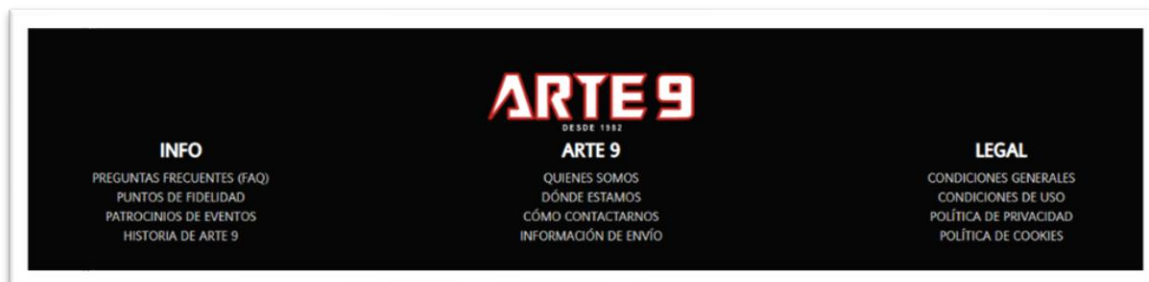 ARTE 9
DESDE 1982
INFO
PREGUNTAS FRECUENTES (FAQ)
PUNTOS DE FIDELIDAD
PATROCINIOS DE EVENTOS
HISTORIA DE ARTE 9
ARTE 9
QUIENES SOMOS
DÓNDE ESTAMOS
CÓMO CONTACTARNOS
INFORMACIÓN DE ENVÍO
LEGAL
CONDICIONES GENERALES
CONDICIONES DE USO
POLÍTICA DE PRIVACIDAD
POLÍTICA DE COOKIES